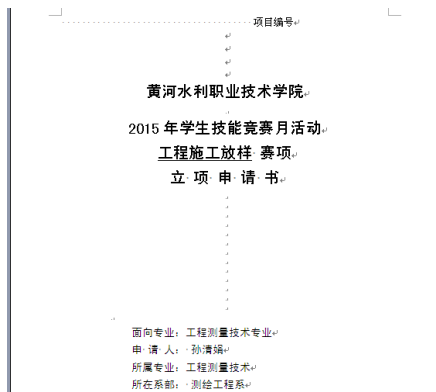 项目编号
黄河水利职业技术学院
2015 年学生技能竞赛月活动
工程施工放样 赛项
立 项 申 请 书
面向专业：工程测量技术专业
申 请 人： 孙清娟
所属专业：工程测量技术
所在系部： 测绘工程系